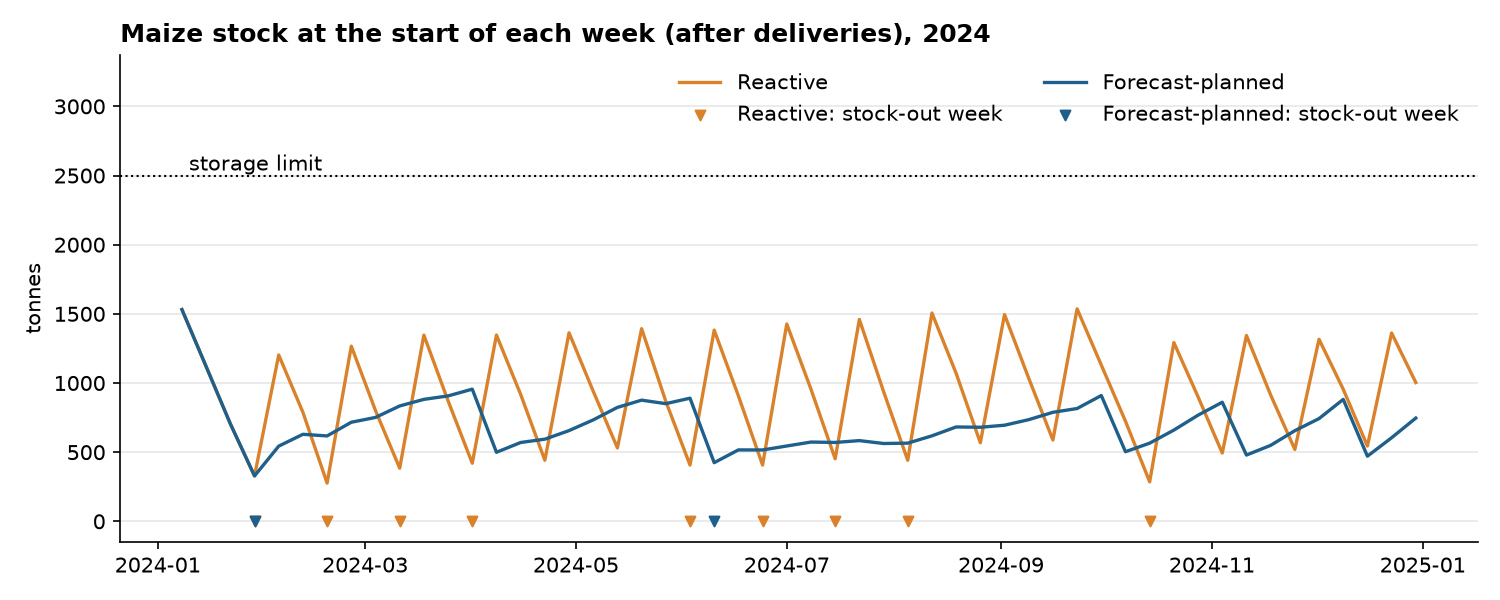 Maize stock at the start of each week (after deliveries), 2024
Reactive
Forecast-planned
Reactive: stock-out week
Forecast-planned: stock-out week
storage limit
tonnes
3000
2500
2000
1500
1000
500
0
2024-01
2024-03
2024-05
2024-07
2024-09
2024-11
2025-01